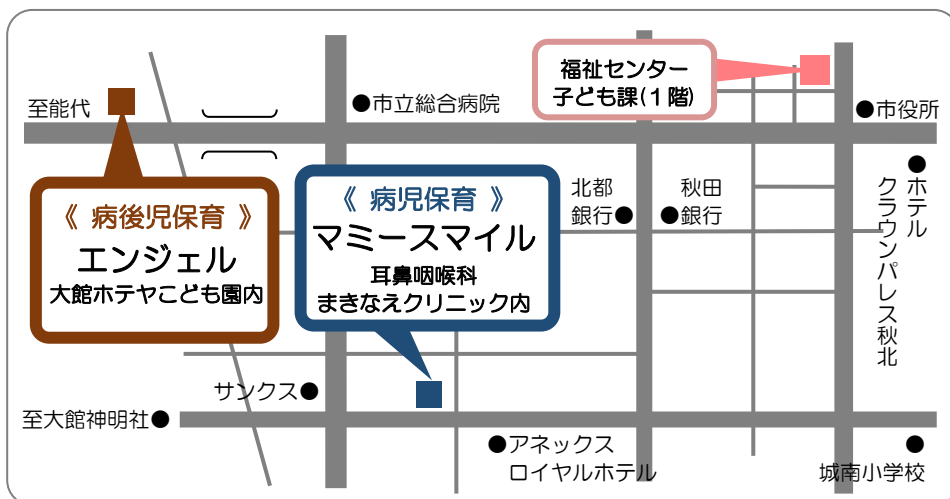 福祉センター
子ども課(1階)
至能代
●市立総合病院
●市役所
《 病後児保育 》
エンジェル
大館ホテヤこども園内
《 病児保育 》
マミースマイル
耳鼻咽喉科
まきなえクリニック内
北都
銀行●
秋田
●銀行
●ホテル
クラウンパレス秋北
サンクス●
至大館神明社●
●アネックス
ロイヤルホテル
●
城南小学校